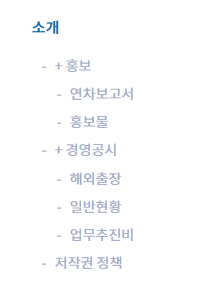 소개
- + 홍보
- 연차보고서
- 홍보물
- + 경영공시
- 해외출장
- 일반현황
- 업무추진비
- 저작권 정책